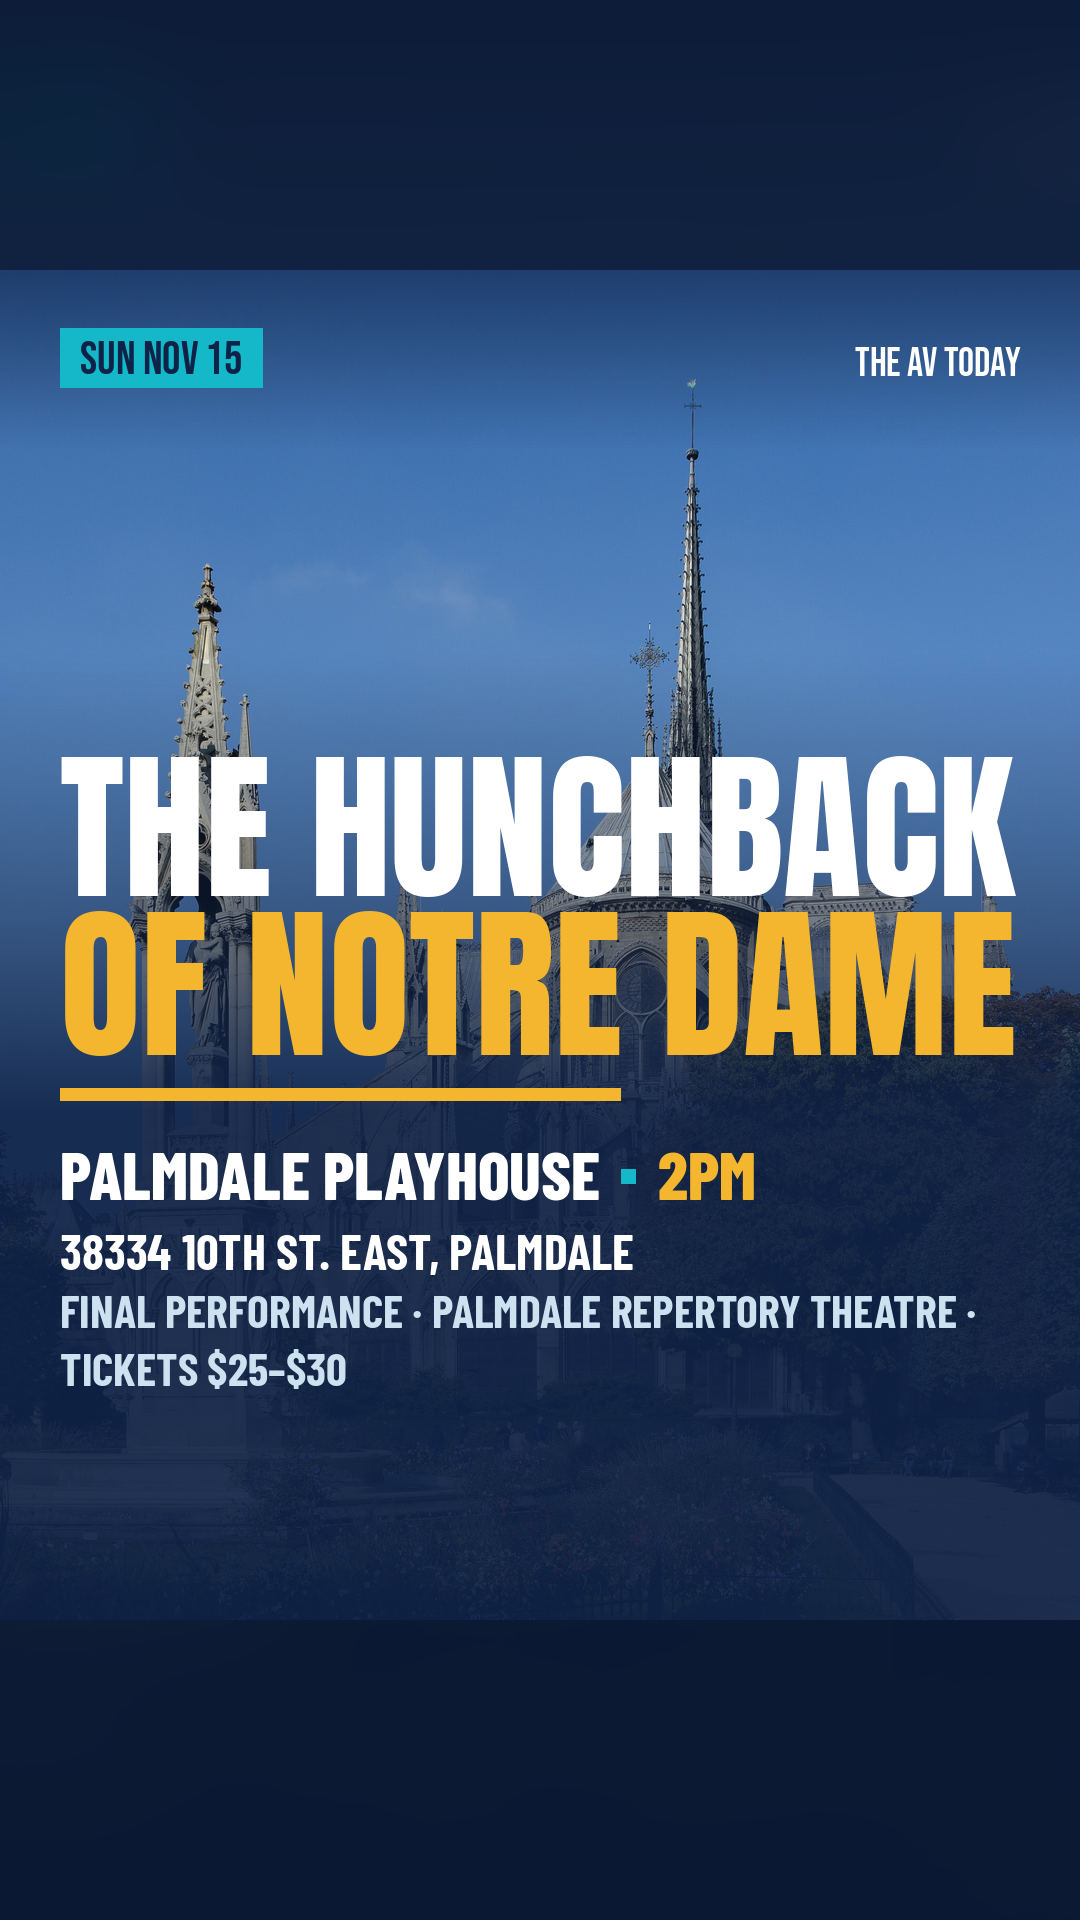 SUN NOV 15
THE AV TODAY
THE HUNCHBACK
OF NOTRE DAME
PALMDALE PLAYHOUSE ▪ 2PM
38334 10TH ST. EAST, PALMDALE
FINAL PERFORMANCE · PALMDALE REPERTORY THEATRE ·
TICKETS $25–$30